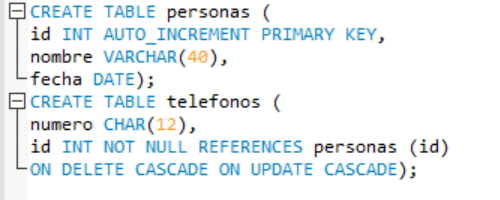 CREATE TABLE personas (
id INT AUTO_INCREMENT PRIMARY KEY,
nombre VARCHAR(40),
fecha DATE);
CREATE TABLE telefonos (
numero CHAR(12),
id INT NOT NULL REFERENCES personas (id)
ON DELETE CASCADE ON UPDATE CASCADE);